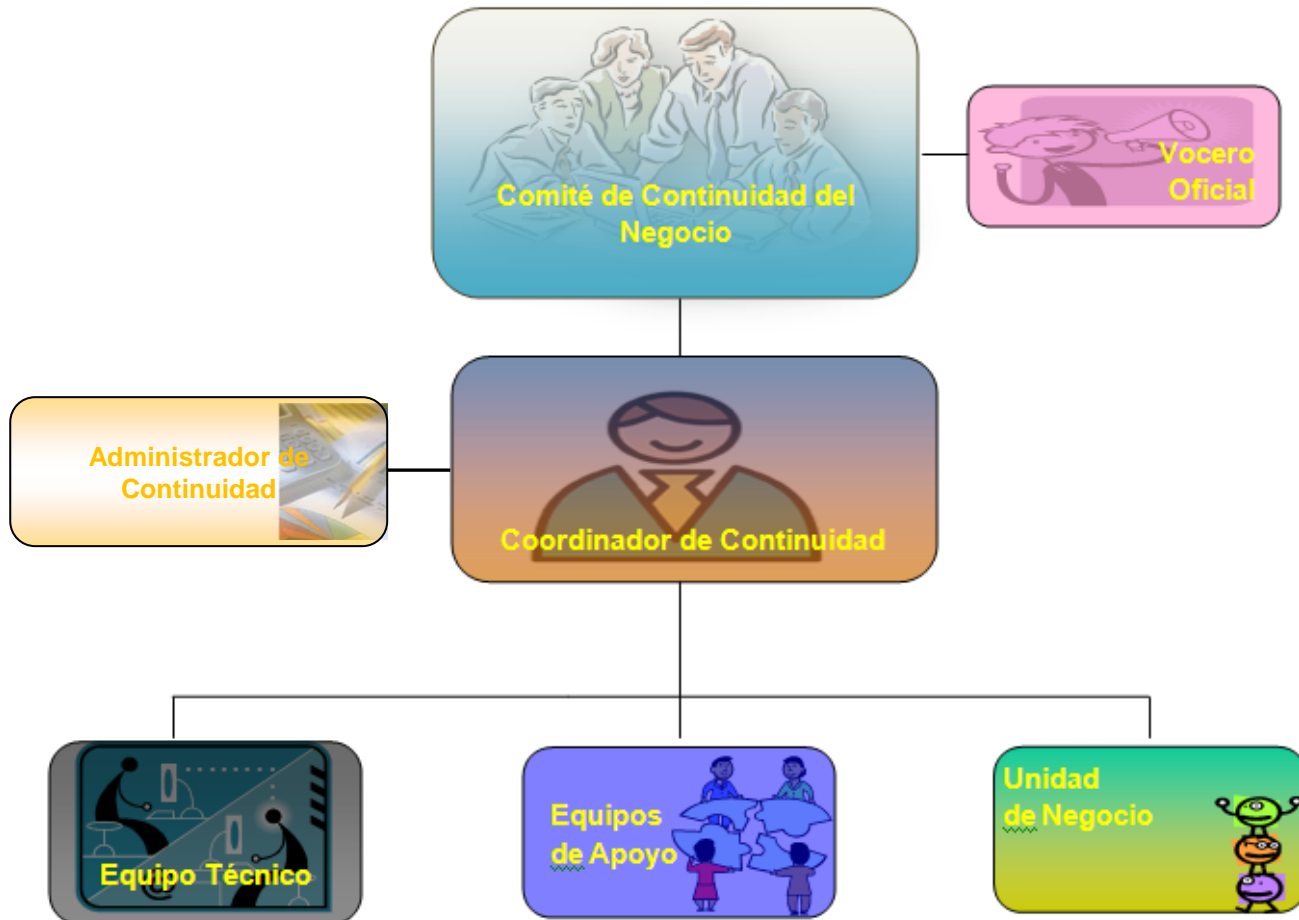 Comité de Continuidad del
Negocio
Vocero
Oficial
Administrador de
Continuidad
Coordinador de Continuidad
Equipo Técnico
Equipos
de Apoyo
Unidad
de Negocio